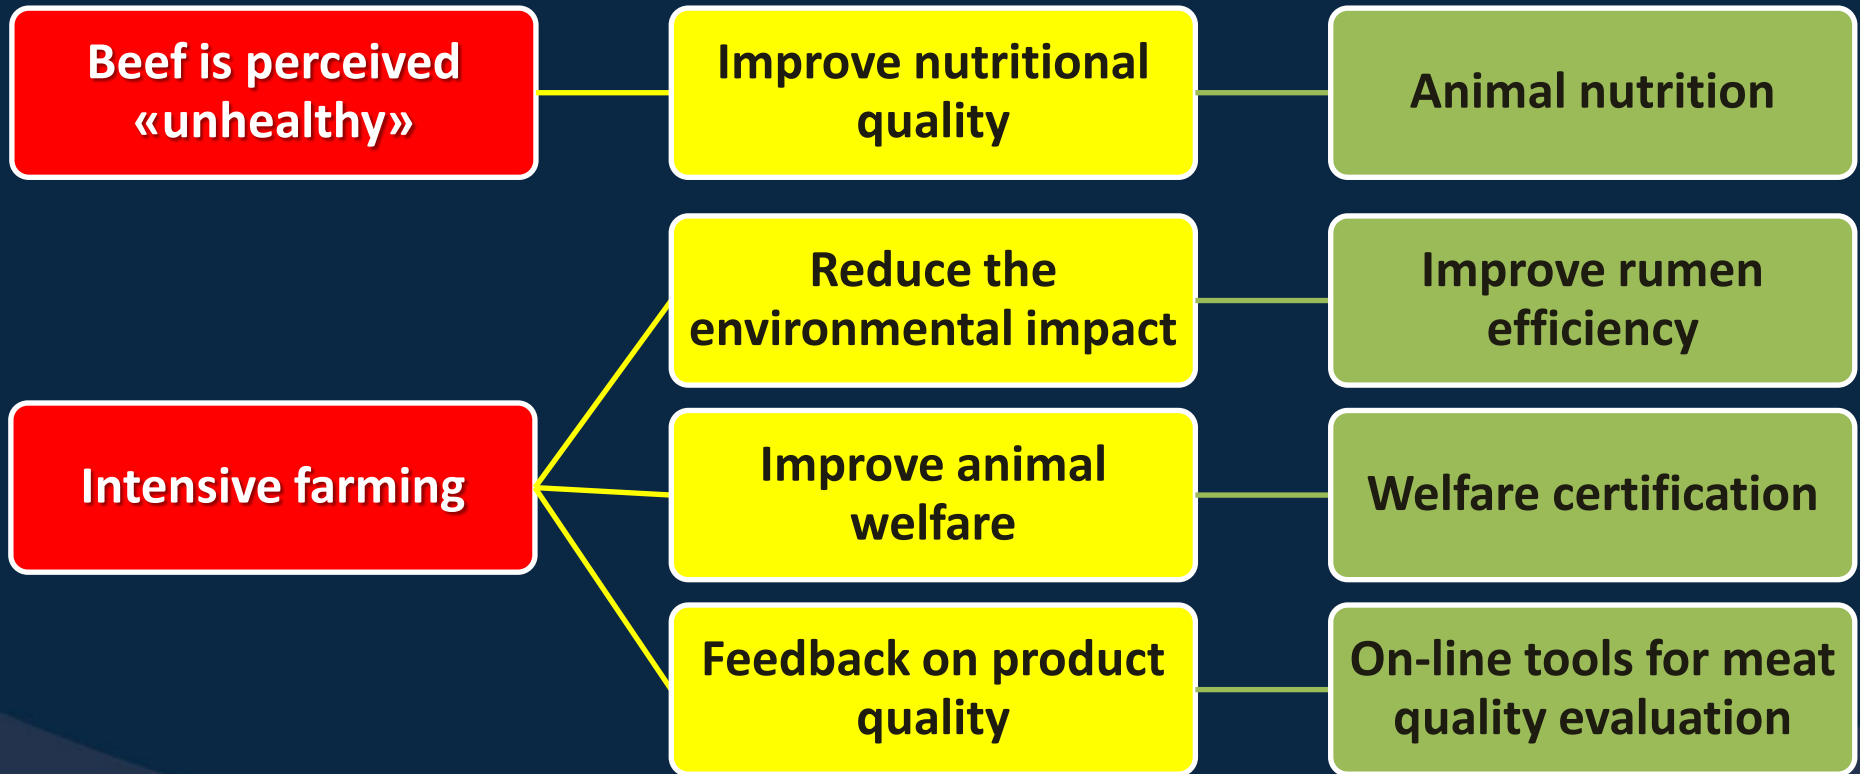 Beef is perceived
«unhealthy»
Improve nutritional
quality
Animal nutrition
Intensive farming
Reduce the
environmental impact
Improve rumen
efficiency
Improve animal
welfare
Welfare certification
Feedback on product
quality
On-line tools for meat
quality evaluation